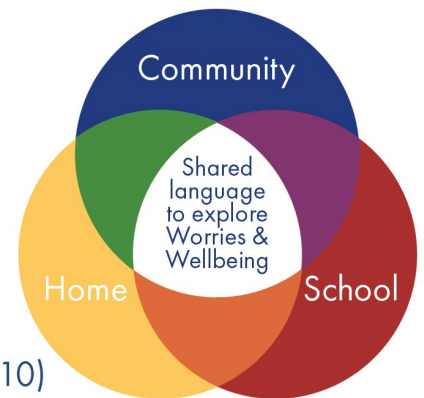 Community
Shared
language
to explore
Worries &
Wellbeing
Home
School
10)